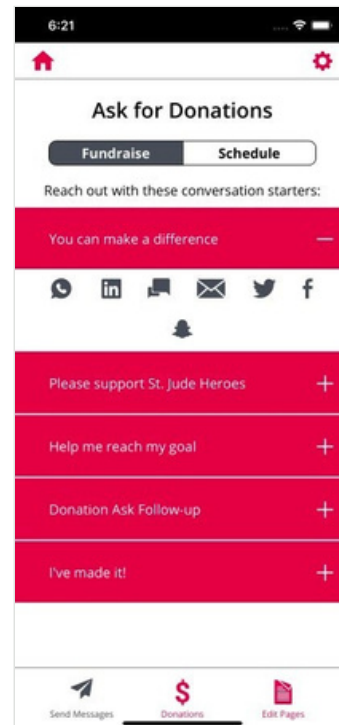 6:21
Ask for Donations
Fundraise Schedule
Reach out with these conversation starters:
You can make a difference
Please support St. Jude Heroes
Help me reach my goal
Donation Ask Follow-up
I've made it!
Send Messages Donations Edit Pages